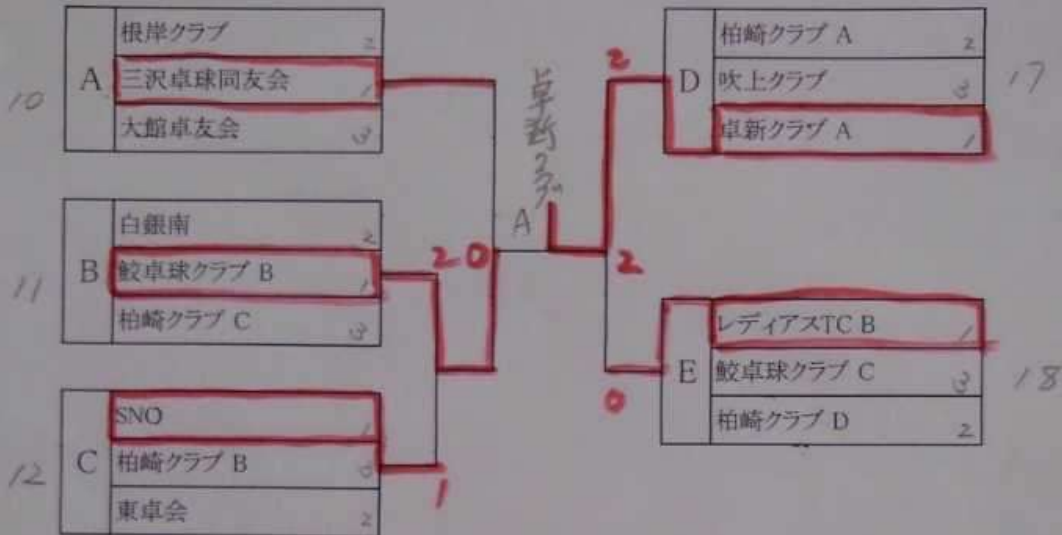 10
A
根岸クラブ 2
三沢卓球同友会 1
大館卓友会 3
11
B
白銀南 2
鮫卓球クラブ B 1
柏崎クラブ C 3
12
C
SNO 1
柏崎クラブ B 3
東卓会 2
2
0
1
卓新クラブ
A
2
2
0
D
柏崎クラブ A 2
吹上クラブ 3
卓新クラブ A 1
17
E
レディアスTC B 1
鮫卓球クラブ C 3
柏崎クラブ D 2
18